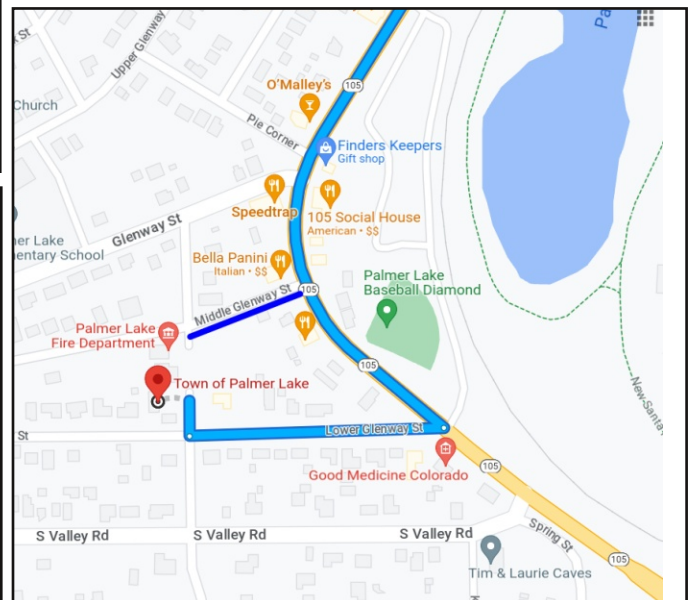 Pa
k St
Upper Glenway
O'Malley's
105
Church
Pie Corner
Finders Keepers
Gift shop
Speedtrap
105 Social House
American • $$
Glenway St
er Lake
entary School
Bella Panini
Italian • $$
Palmer Lake
Baseball Diamond
Middle Glenway St
105
Palmer Lake
Fire Department
105
Town of Palmer Lake
St
Lower Glenway St
Good Medicine Colorado
105
S Valley Rd
S Valley Rd
S Valley Rd
Spring St
105
Tim & Laurie Caves